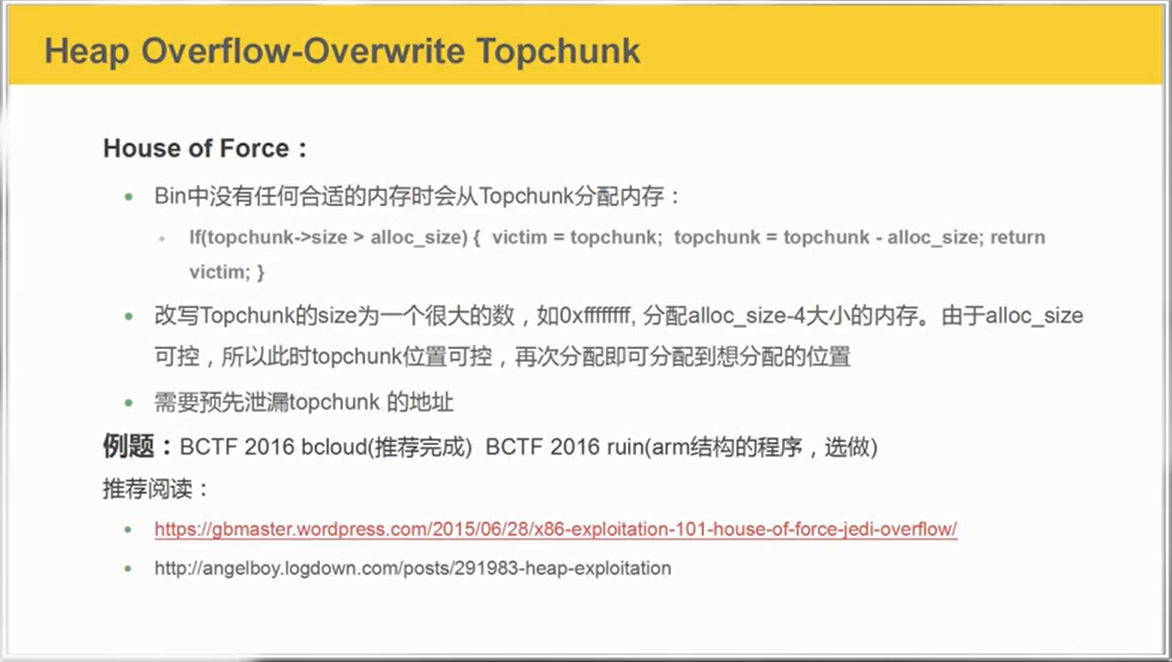 Heap Overflow-Overwrite Topchunk
House of Force：
Bin中没有任何合适的内存时会从Topchunk分配内存：
If(topchunk->size > alloc_size) { victim = topchunk; topchunk = topchunk - alloc_size; return
victim; }
改写Topchunk的size为一个很大的数，如0xffffffff, 分配alloc_size-4大小的内存。由于alloc_size
可控，所以此时topchunk位置可控，再次分配即可分配到想分配的位置
需要预先泄漏topchunk 的地址
例题：BCTF 2016 bcloud(推荐完成) BCTF 2016 ruin(arm结构的程序，选做)
推荐阅读：
https://gbmaster.wordpress.com/2015/06/28/x86-exploitation-101-house-of-force-jedi-overflow/
http://angelboy.logdown.com/posts/291983-heap-exploitation